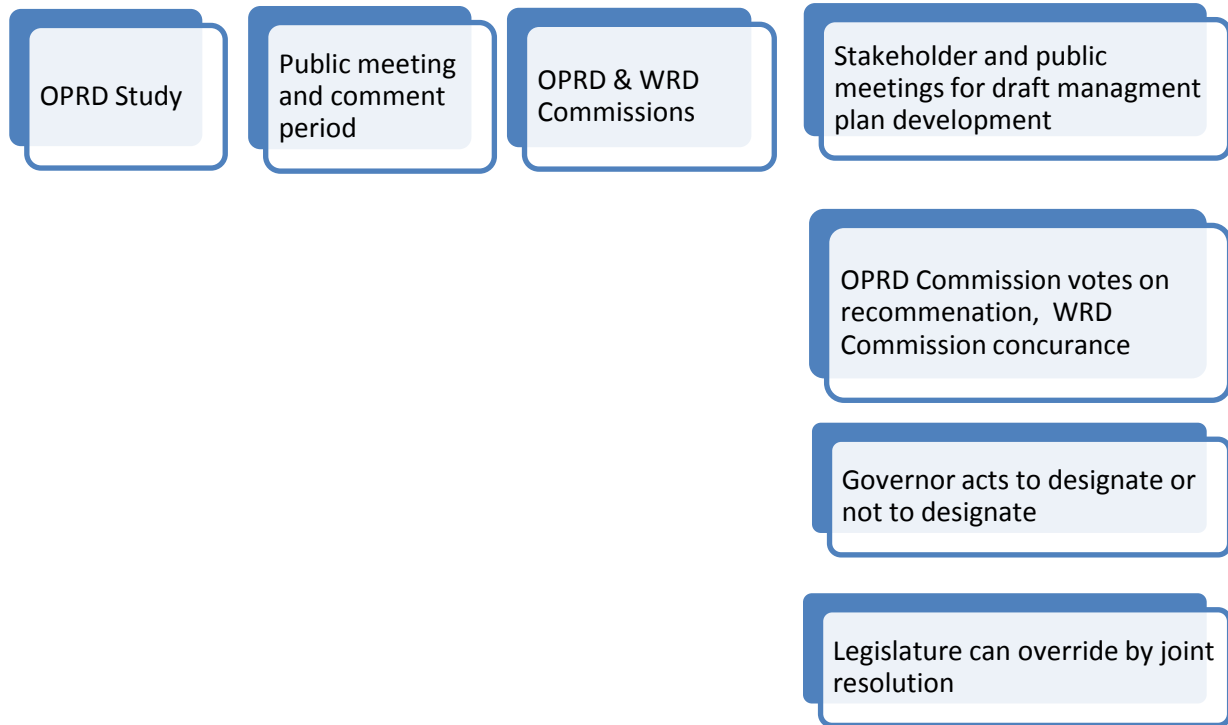 OPRD Study
Public meeting
and comment
period
OPRD & WRD
Commissions
Stakeholder and public
meetings for draft managment
plan development
OPRD Commission votes on
recommenation,  WRD
Commission concurance
Governor acts to designate or
not to designate
Legislature can override by joint
resolution